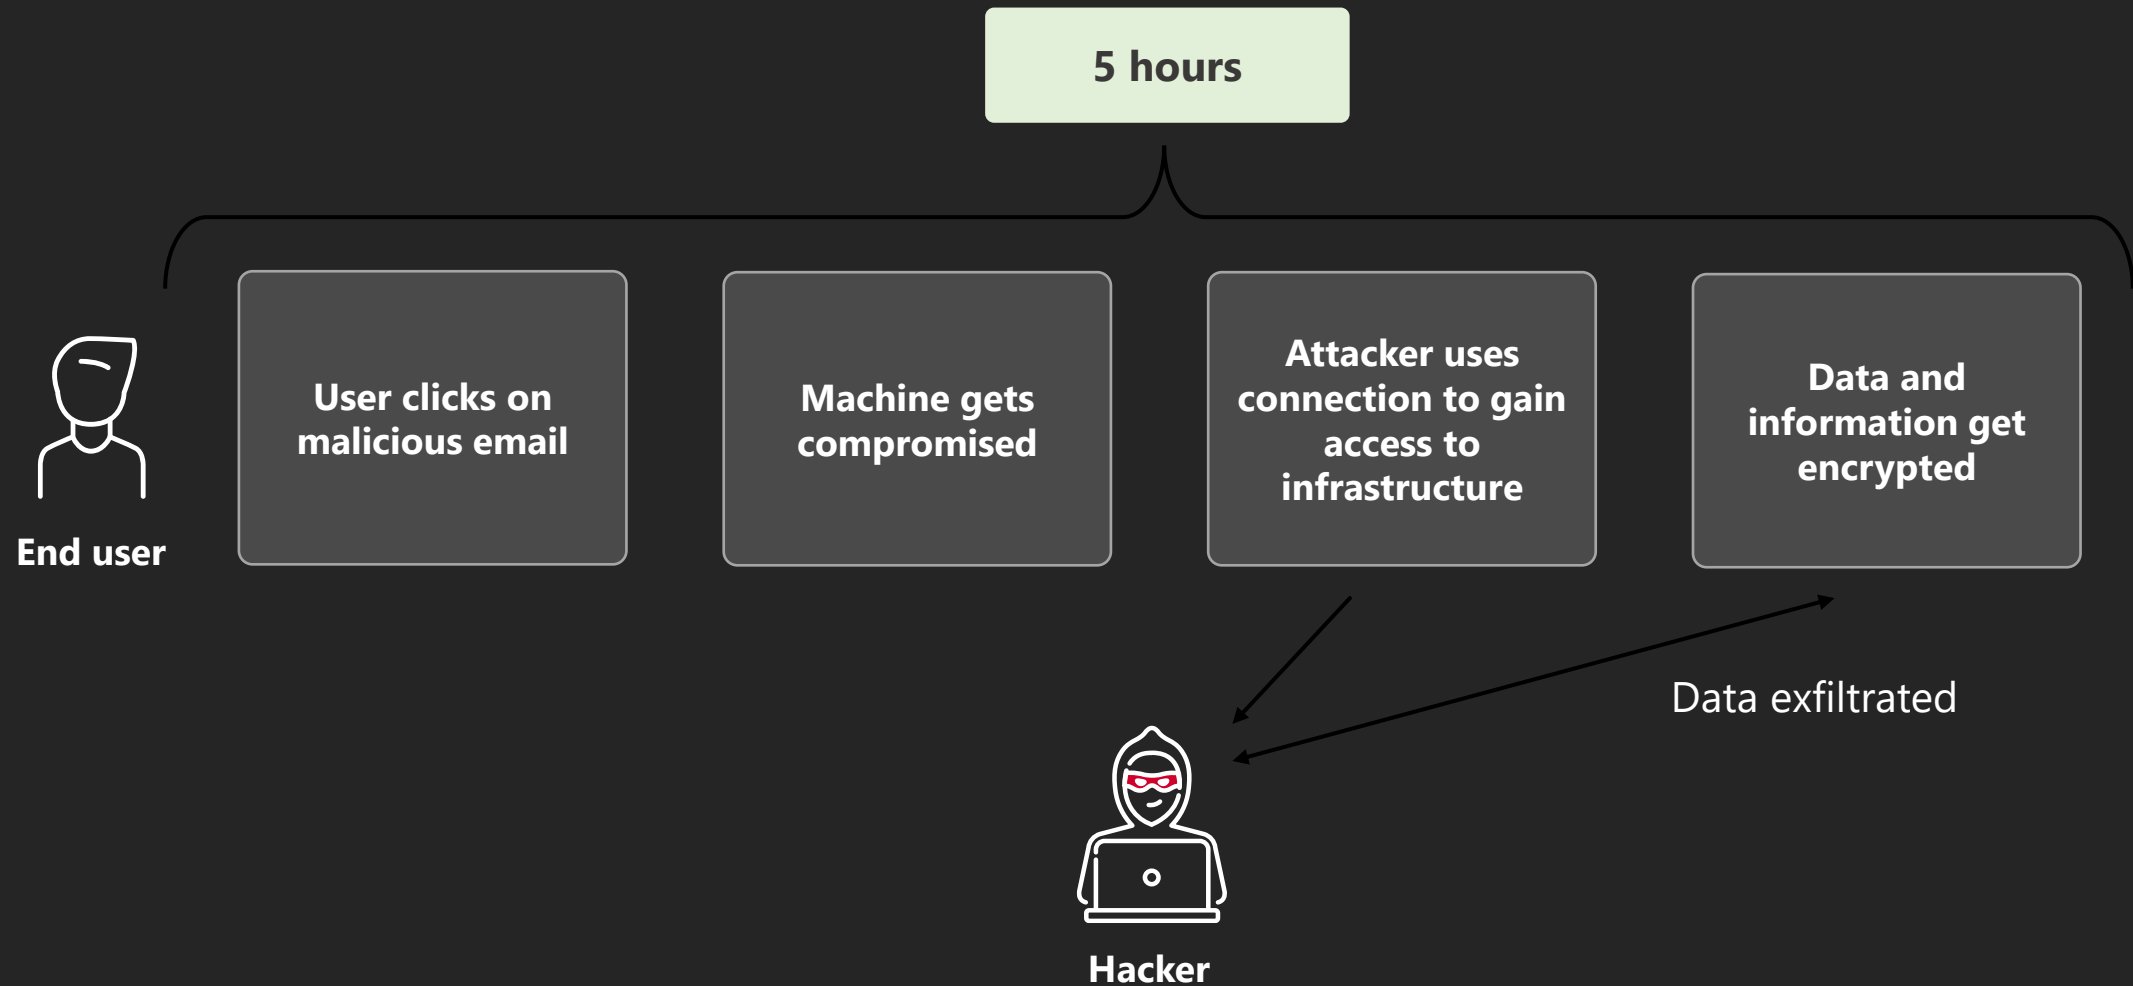 5 hours
User clicks on
malicious email
Machine gets
compromised
Attacker uses
connection to gain
access to
infrastructure
Data and
information get
encrypted
End user
Data exfiltrated
Hacker